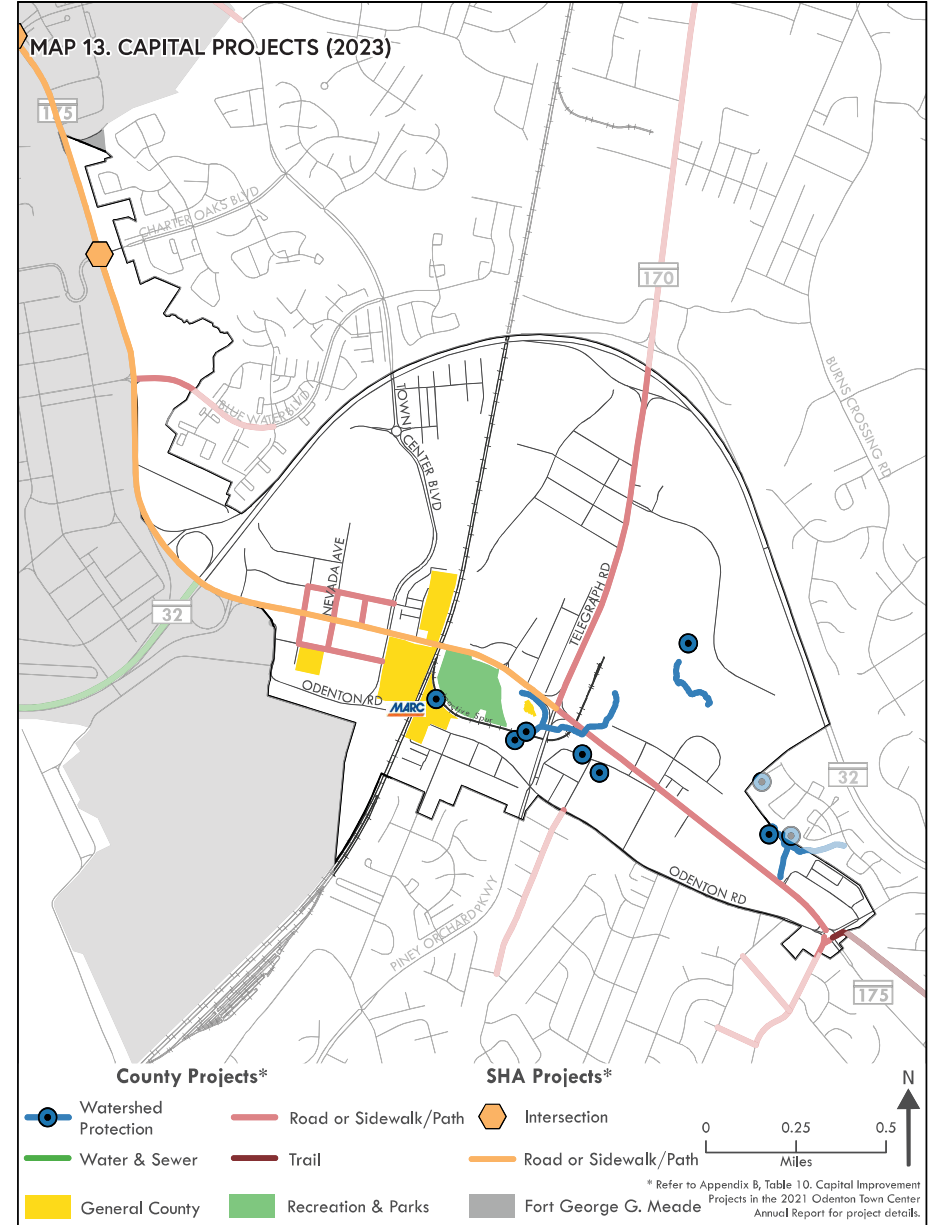 MAP 13. CAPITAL PROJECTS (2023)
175
CHARTER OAKS BLVD
170
BURNS CROSSING RD
BLUE WATER BLVD
TOWN CENTER BLVD
NEVADA AVE
TELEGRAPH RD
32
ODENTON RD
MARC
32
ODENTON RD
PINEY ORCHARD PKWY
175
County Projects*
SHA Projects*
N
Watershed
Protection
Road or Sidewalk/Path
Intersection
0 0.25 0.5
Miles
Water & Sewer
Trail
Road or Sidewalk/Path
General County
Recreation & Parks
Fort George G. Meade
* Refer to Appendix B, Table 10. Capital Improvement
Projects in the 2021 Odenton Town Center
Annual Report for project details.